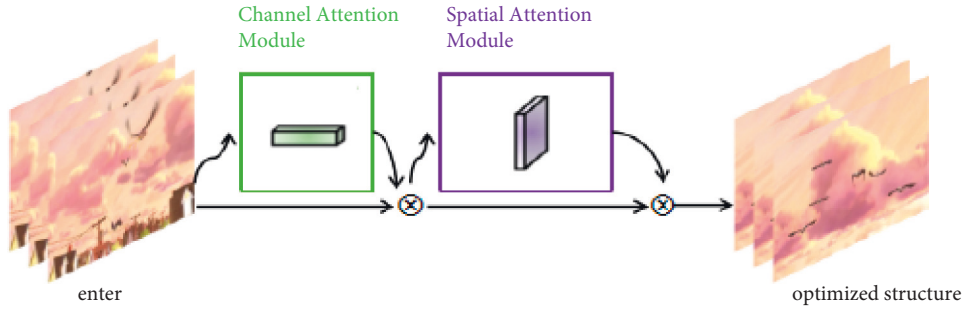 Channel Attention
Module
Spatial Attention
Module
enter
optimized structure